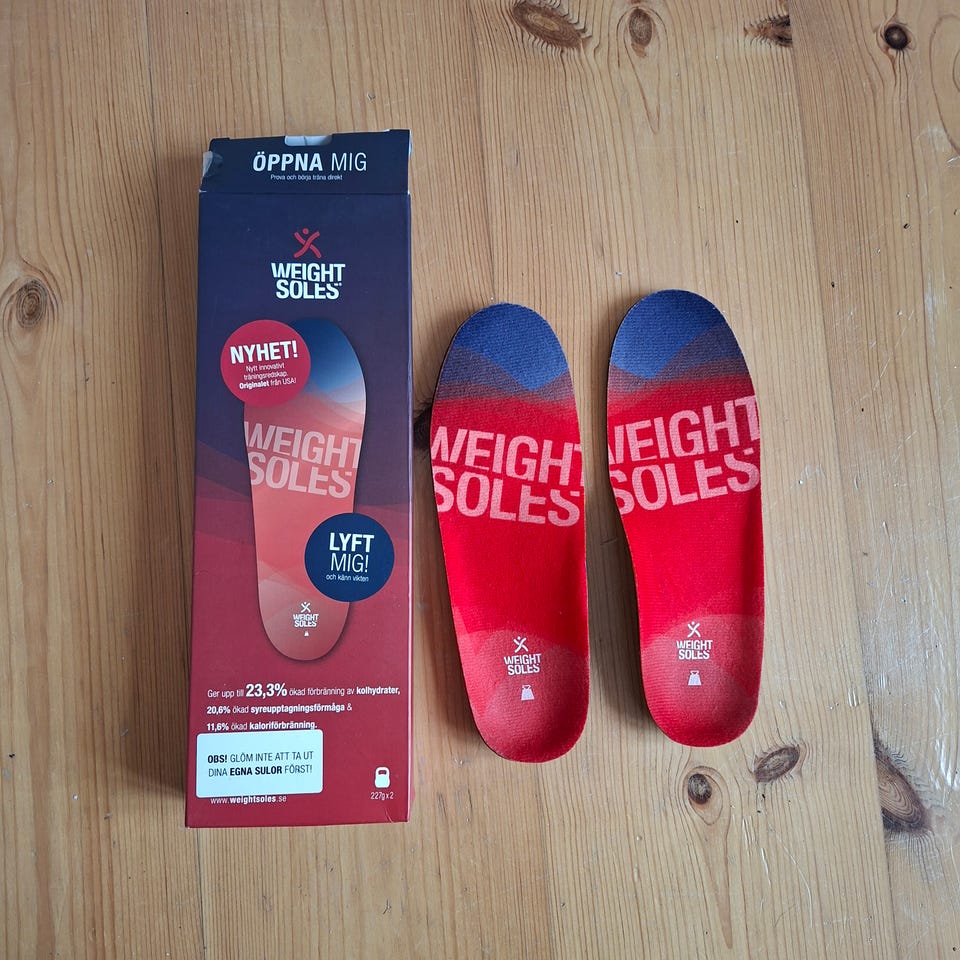 ÖPPNA MIG
Prova och börja träna direkt
WEIGHT
SOLES
NYHET!
Nytt innovativt
träningsredskap.
Originalet från USA!
WEIGHT
SOLES
LYFT
MIG!
och känn vikten
WEIGHT
SOLES
Ger upp till 23,3% ökad förbränning av kolhydrater,
20,6% ökad syreupptagningsförmåga &
11,6% ökad kaloriförbränning.
OBS! GLÖM INTE ATT TA UT
DINA EGNA SULOR FÖRST!
www.weightsoles.se
227g x 2
WEIGHT
SOLES
WEIGHT
SOLES
WEIGHT
SOLES
WEIGHT
SOLES